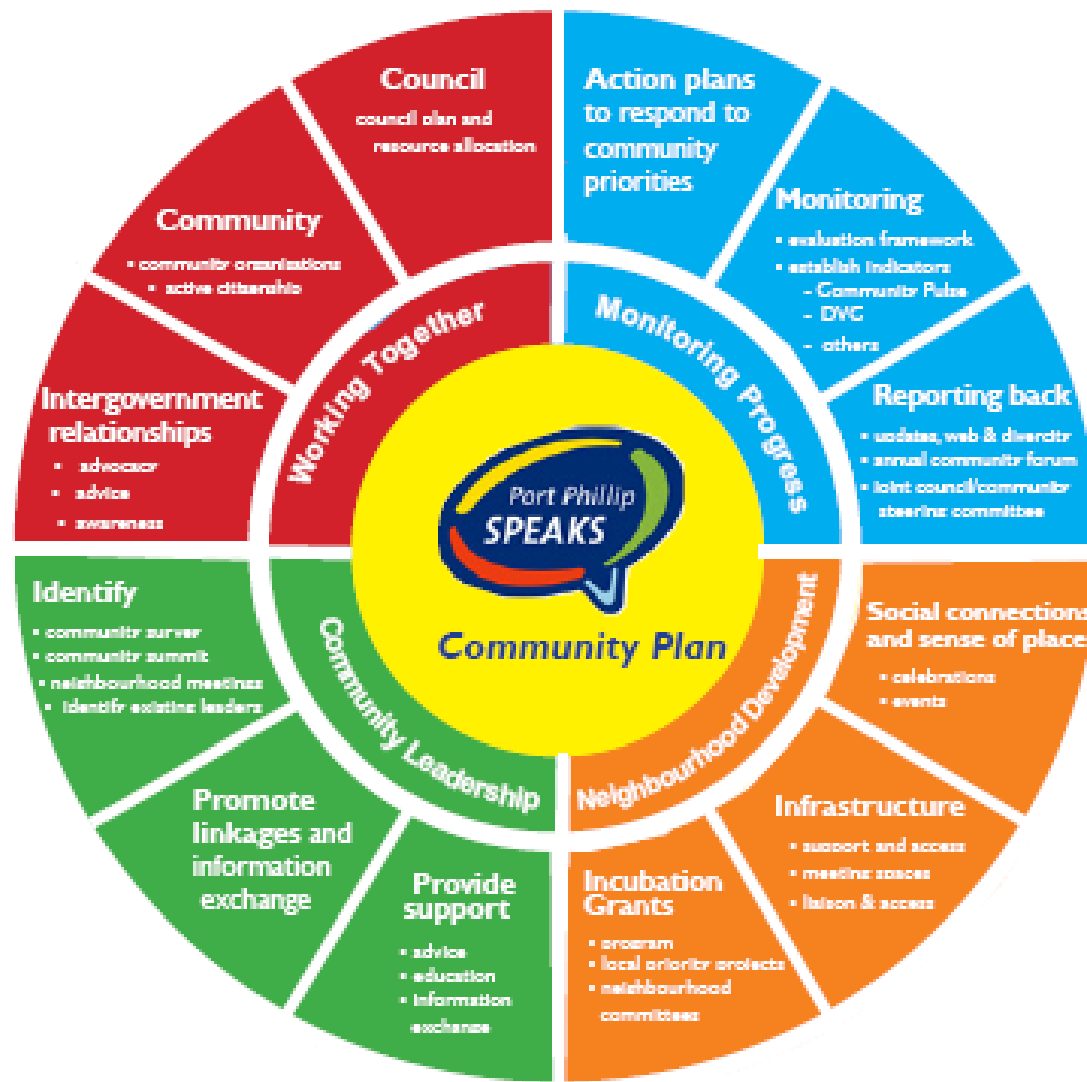 Council
council plan and
resource allocation
Community
• community organisations
• active citizenship
Intergovernment
relationships
• advocacy
• advice
• awareness
Working Together
Action plans
to respond to
community
priorities
Monitoring
• evaluation framework
• establish indicators
- Community Pulse
- DVC
- others
Reporting back
• updates, web & divercity
• annual community forum
• joint council/community
steering committee
Monitoring Progress
Port Phillip
SPEAKS
Community Plan
Identify
• community survey
• community summit
• neighbourhood meetings
• identify existing leaders
Promote
linkages and
information
exchange
Provide
support
• advice
• education
• information
exchange
Community Leadership
Social connections
and sense of place
• celebrations
• events
Infrastructure
• support and access
• meeting spaces
• liaison & access
Incubation
Grants
• program
• local priority projects
• neighbourhood
committees
Neighbourhood Development